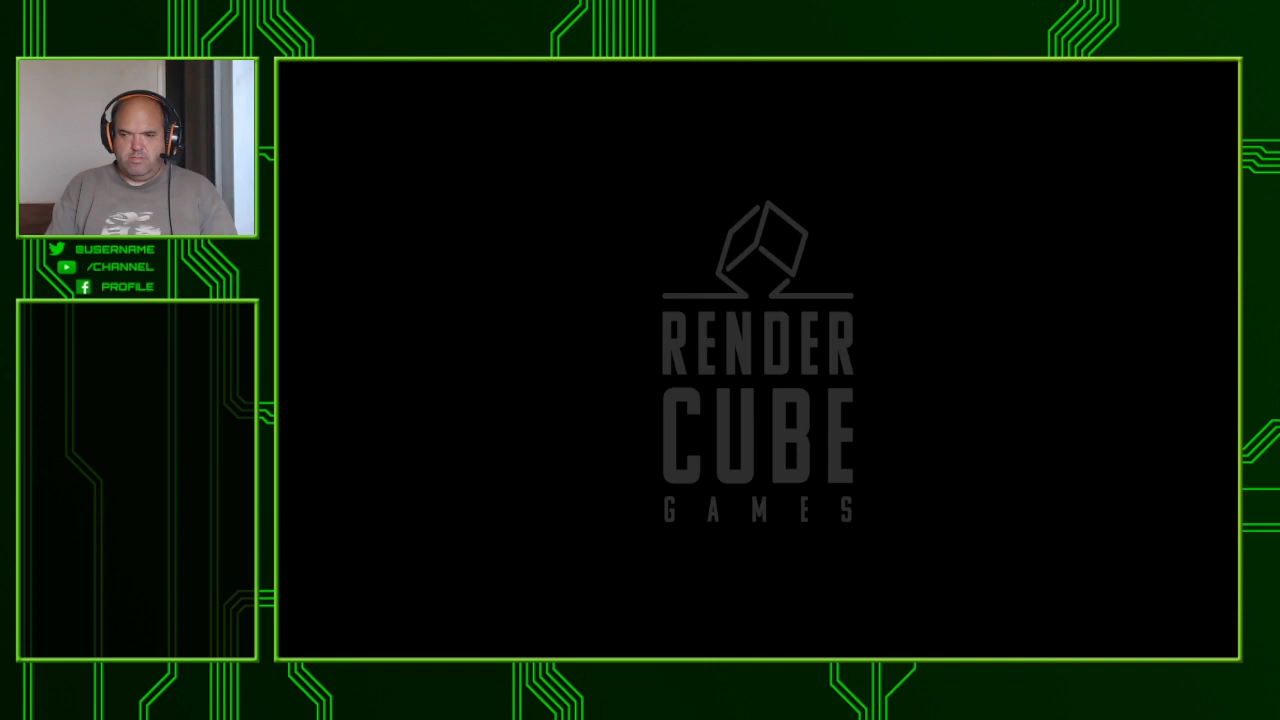 @USERNAME
/CHANNEL
PROFILE
RENDER
CUBE
GAMES